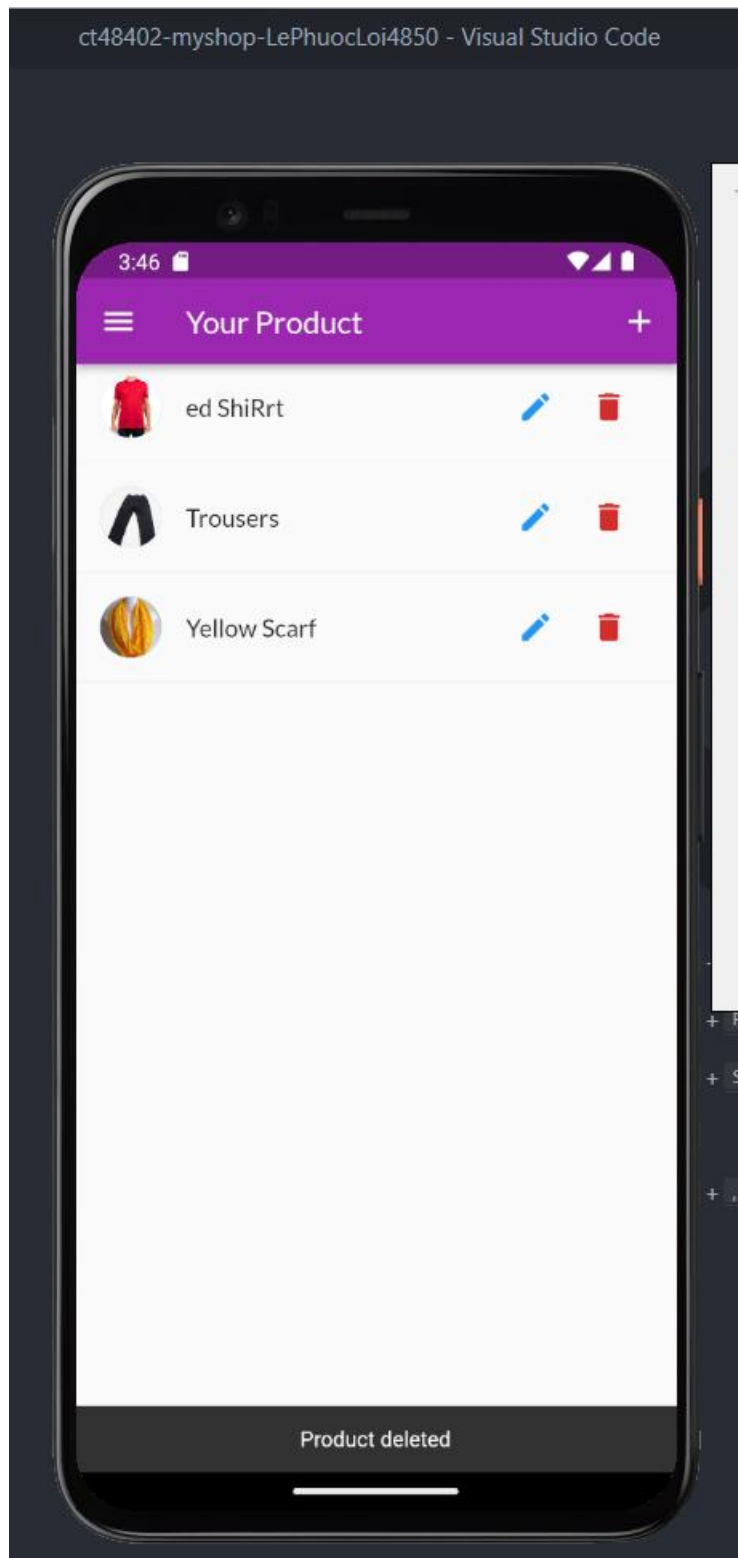 ct48402-myshop-LePhuocLoi4850 - Visual Studio Code
3:46
Your Product
ed ShiRrt
Trousers
Yellow Scarf
Product deleted